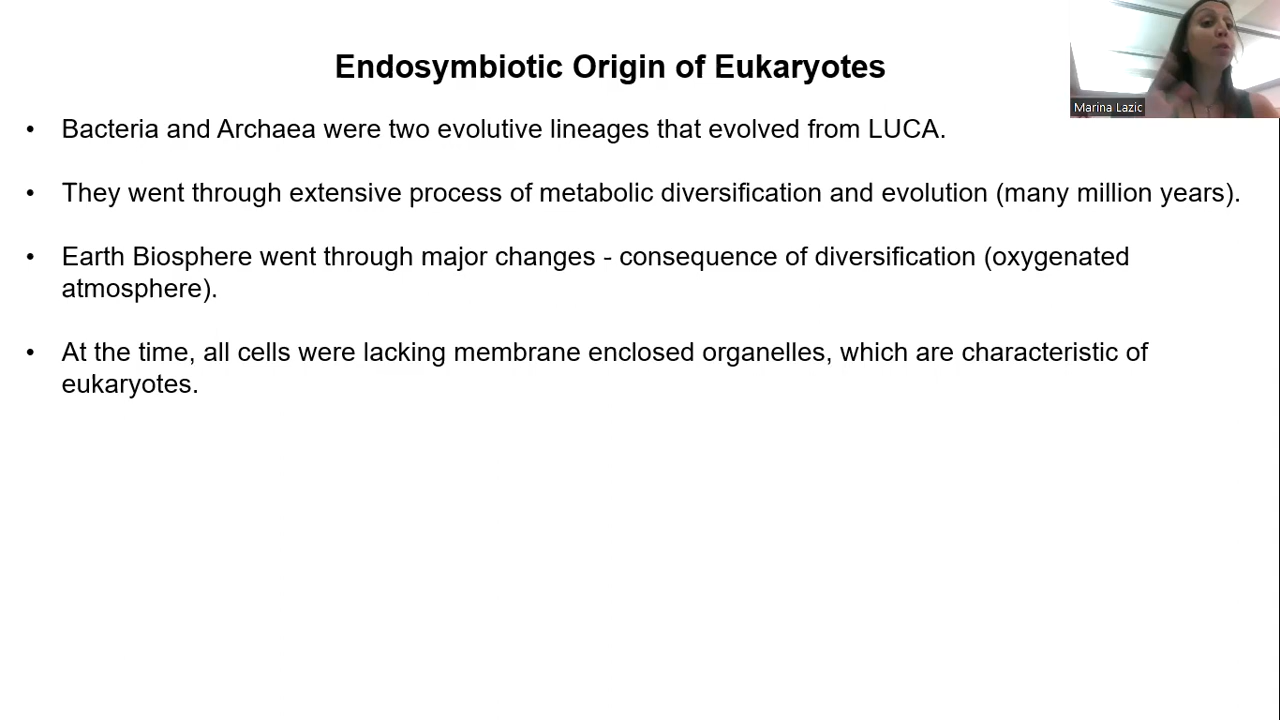 Endosymbiotic Origin of Eukaryotes
Marina Lazic
• Bacteria and Archaea were two evolutive lineages that evolved from LUCA.
• They went through extensive process of metabolic diversification and evolution (many million years).
• Earth Biosphere went through major changes - consequence of diversification (oxygenated
atmosphere).
• At the time, all cells were lacking membrane enclosed organelles, which are characteristic of
eukaryotes.